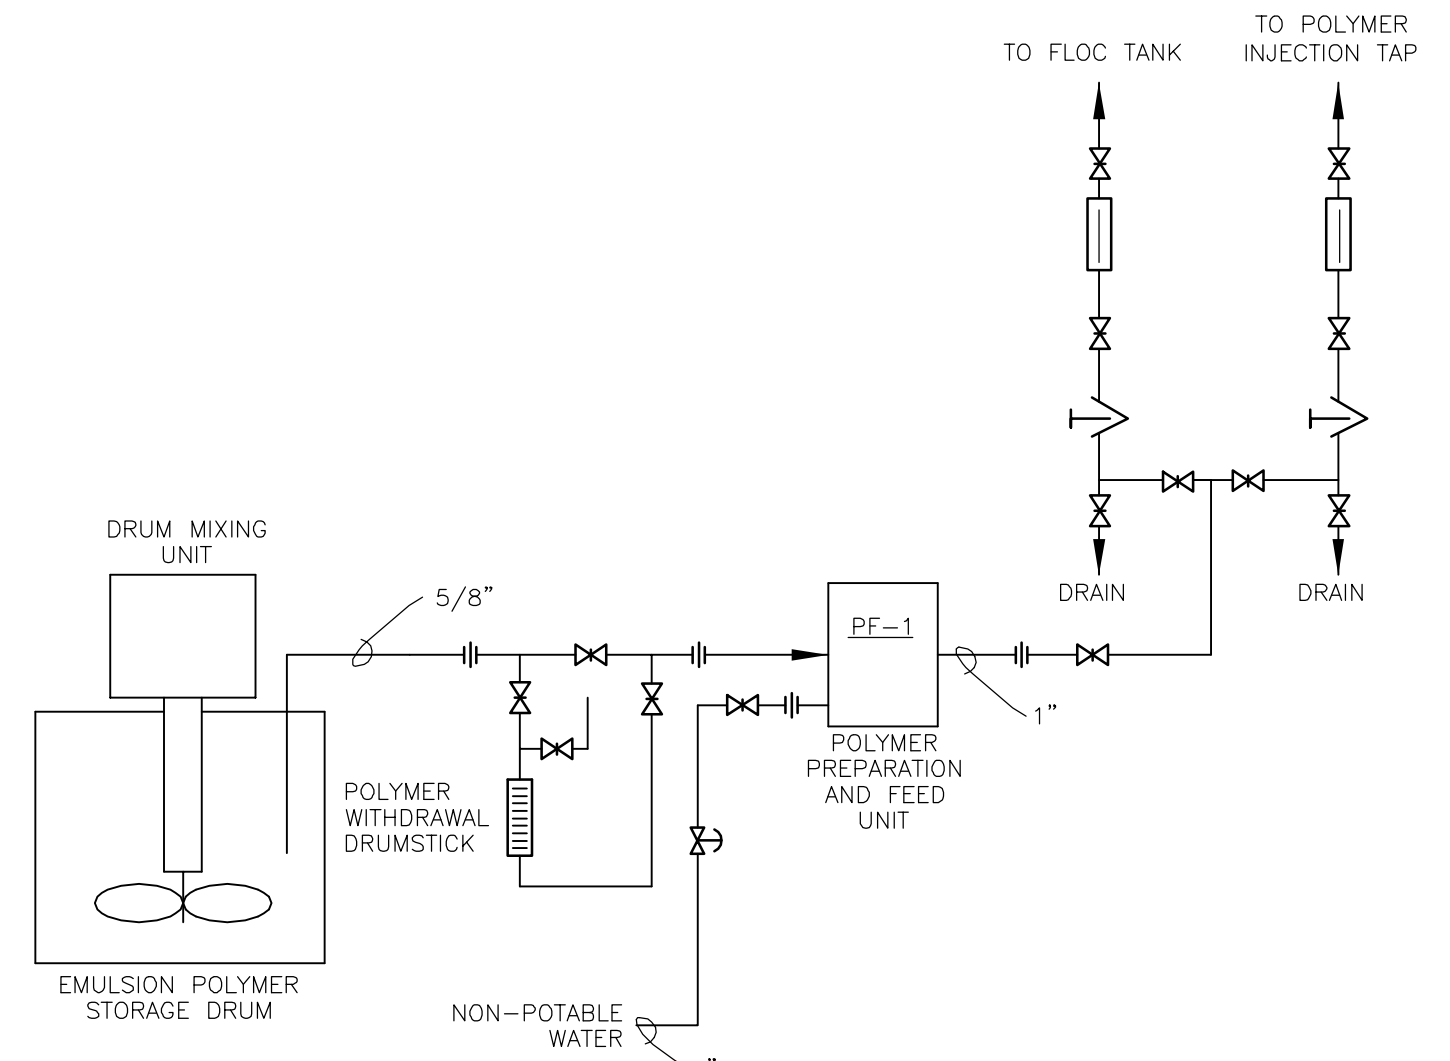 TO FLOC TANK
TO POLYMER
INJECTION TAP
DRUM MIXING
UNIT
5/8"
PF-1
DRAIN
DRAIN
1"
POLYMER
PREPARATION
AND FEED
UNIT
POLYMER
WITHDRAWAL
DRUMSTICK
EMULSION POLYMER
STORAGE DRUM
NON-POTABLE
WATER